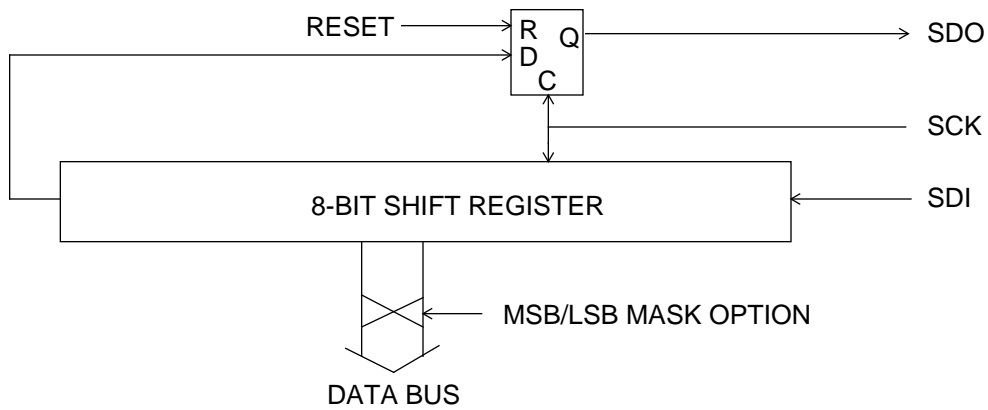 RESET
R
Q
D
C
SDO
SCK
8-BIT SHIFT REGISTER
SDI
MSB/LSB MASK OPTION
DATA BUS